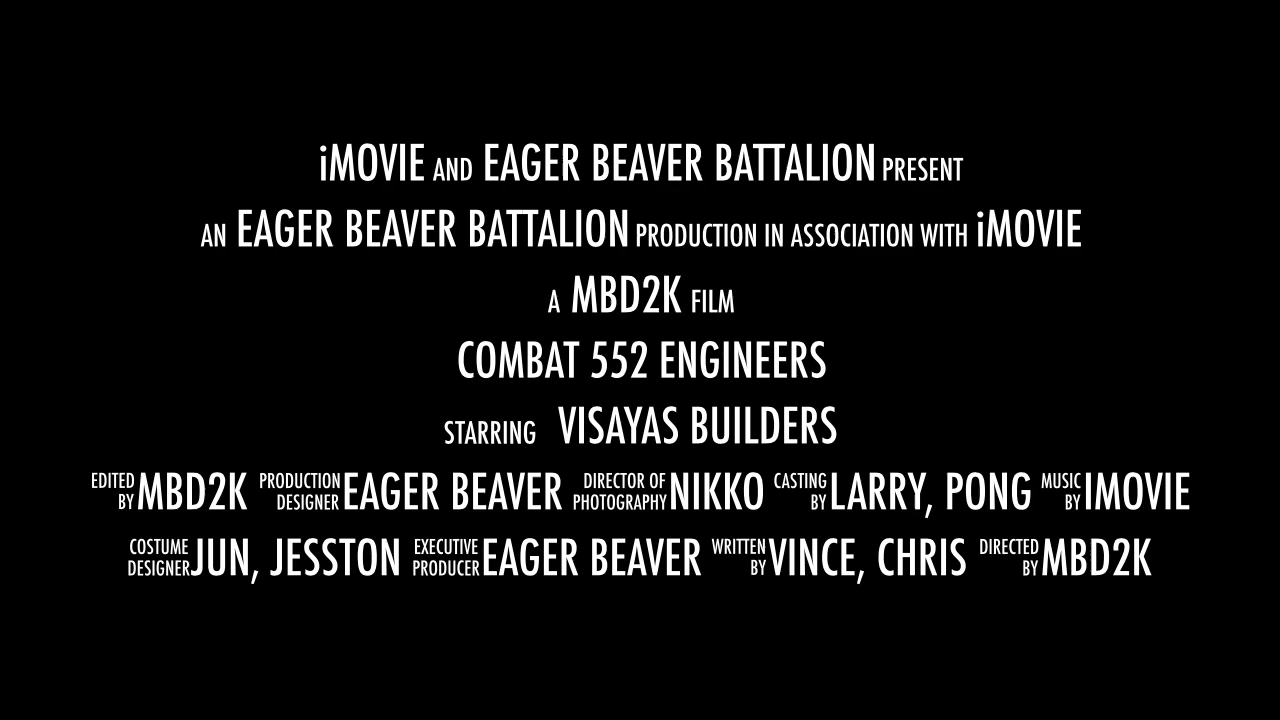 iMOVIE AND EAGER BEAVER BATTALION PRESENT
AN EAGER BEAVER BATTALION PRODUCTION IN ASSOCIATION WITH iMOVIE
A MBD2K FILM
COMBAT 552 ENGINEERS
STARRING VISAYAS BUILDERS
EDITED BY MBD2K PRODUCTION DESIGNER EAGER BEAVER DIRECTOR OF PHOTOGRAPHY NIKKO CASTING BY LARRY, PONG MUSIC BY IMOVIE
COSTUME DESIGNER JUN, JESSTON EXECUTIVE PRODUCER EAGER BEAVER WRITTEN BY VINCE, CHRIS DIRECTED BY MBD2K